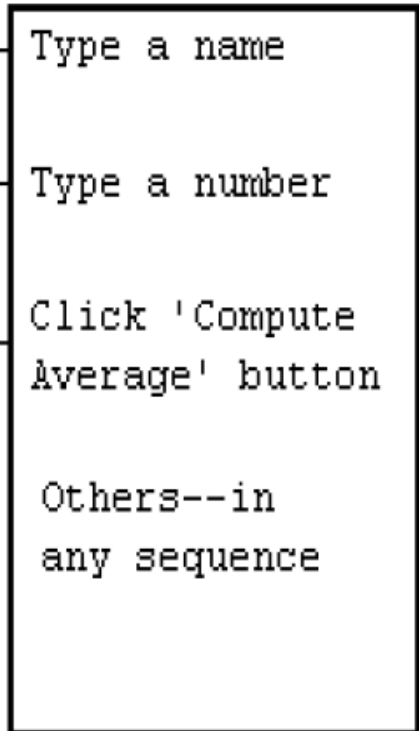 Type a name
Type a number
Click 'Compute
Average' button
Others--in
any sequence